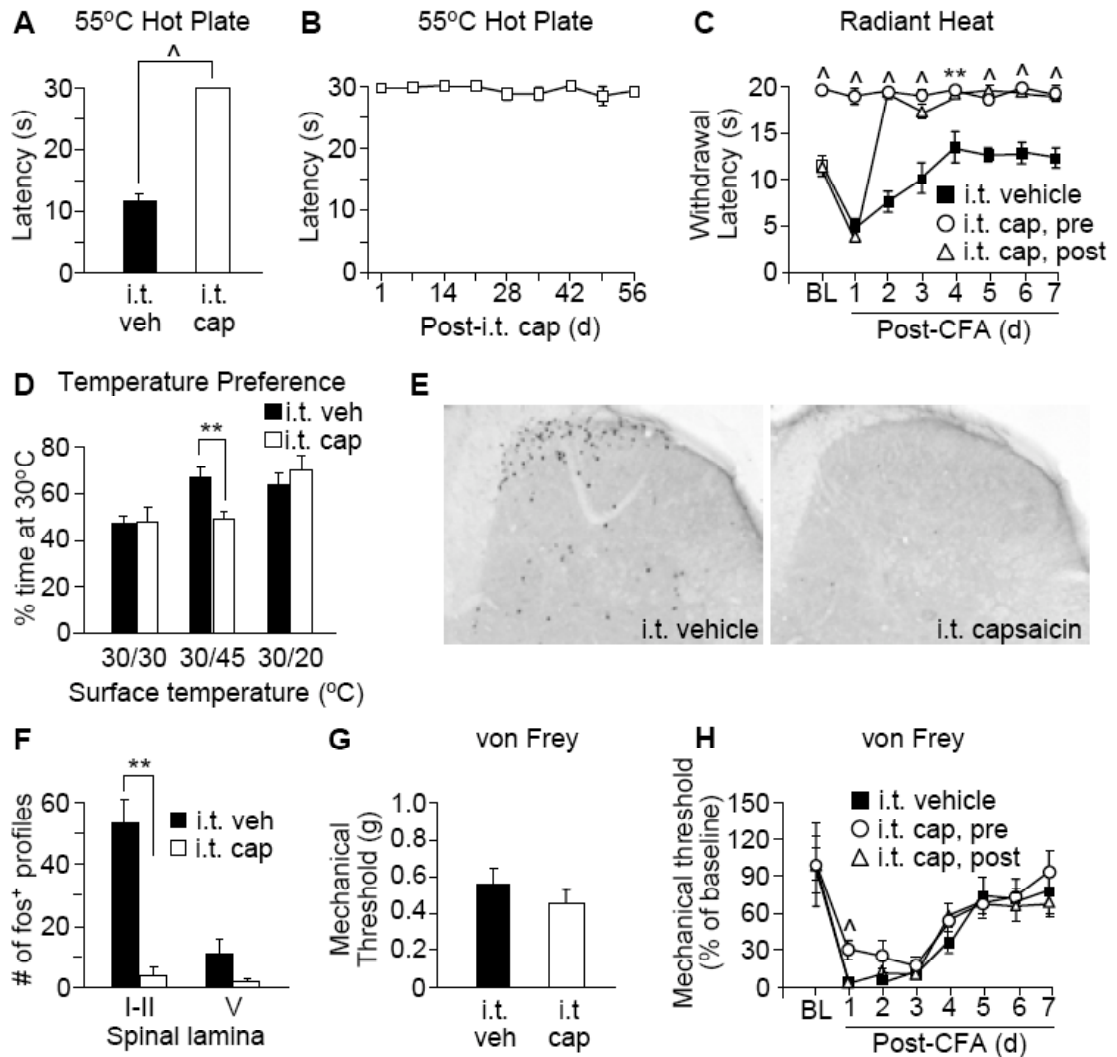 A 55°C Hot Plate
^
Latency (s)
30
20
10
0
i.t. veh
i.t. cap
B 55°C Hot Plate
Latency (s)
40
30
20
10
0
1 14 28 42 56
Post-i.t. cap (d)
C Radiant Heat
^ ^ ^ ^ ** ^ ^ ^
Withdrawal
Latency (s)
20
15
10
5
0
i.t. vehicle
i.t. cap, pre
i.t. cap, post
BL 1 2 3 4 5 6 7
Post-CFA (d)
D Temperature Preference
i.t. veh
i.t. cap
**
% time at 30°C
80
60
40
20
0
30/30 30/45 30/20
Surface temperature (°C)
E
i.t. vehicle
i.t. capsaicin
F
**
i.t. veh
i.t. cap
# of fos+ profiles
60
40
20
0
I-II V
Spinal lamina
G von Frey
Mechanical
Threshold (g)
1.0
0.8
0.6
0.4
0.2
0
i.t. veh
i.t cap
H von Frey
i.t. vehicle
i.t. cap, pre
i.t. cap, post
^
Mechanical threshold
(% of baseline)
150
120
90
60
30
0
BL 1 2 3 4 5 6 7
Post-CFA (d)